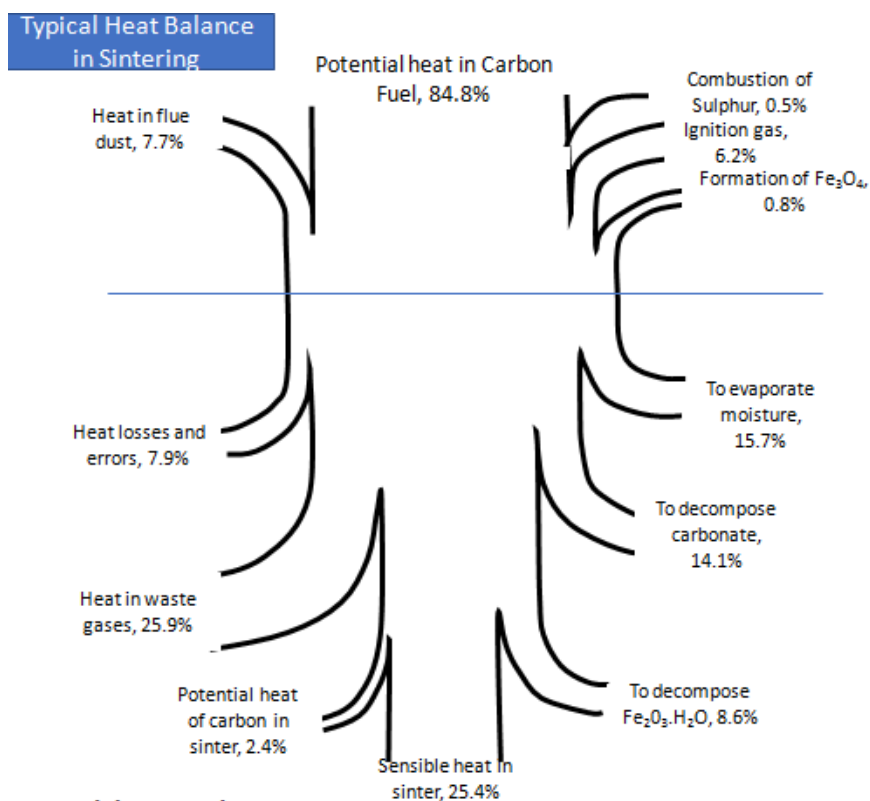 Typical Heat Balance
in Sintering
Potential heat in Carbon
Fuel, 84.8%
Combustion of
Sulphur, 0.5%
Ignition gas,
6.2%
Formation of Fe₃O₄,
0.8%
Heat in flue
dust, 7.7%
To evaporate
moisture,
15.7%
Heat losses and
errors, 7.9%
To decompose
carbonate,
14.1%
Heat in waste
gases, 25.9%
Potential heat
of carbon in
sinter, 2.4%
To decompose
Fe₂0₃.H₂O, 8.6%
Sensible heat in
sinter, 25.4%